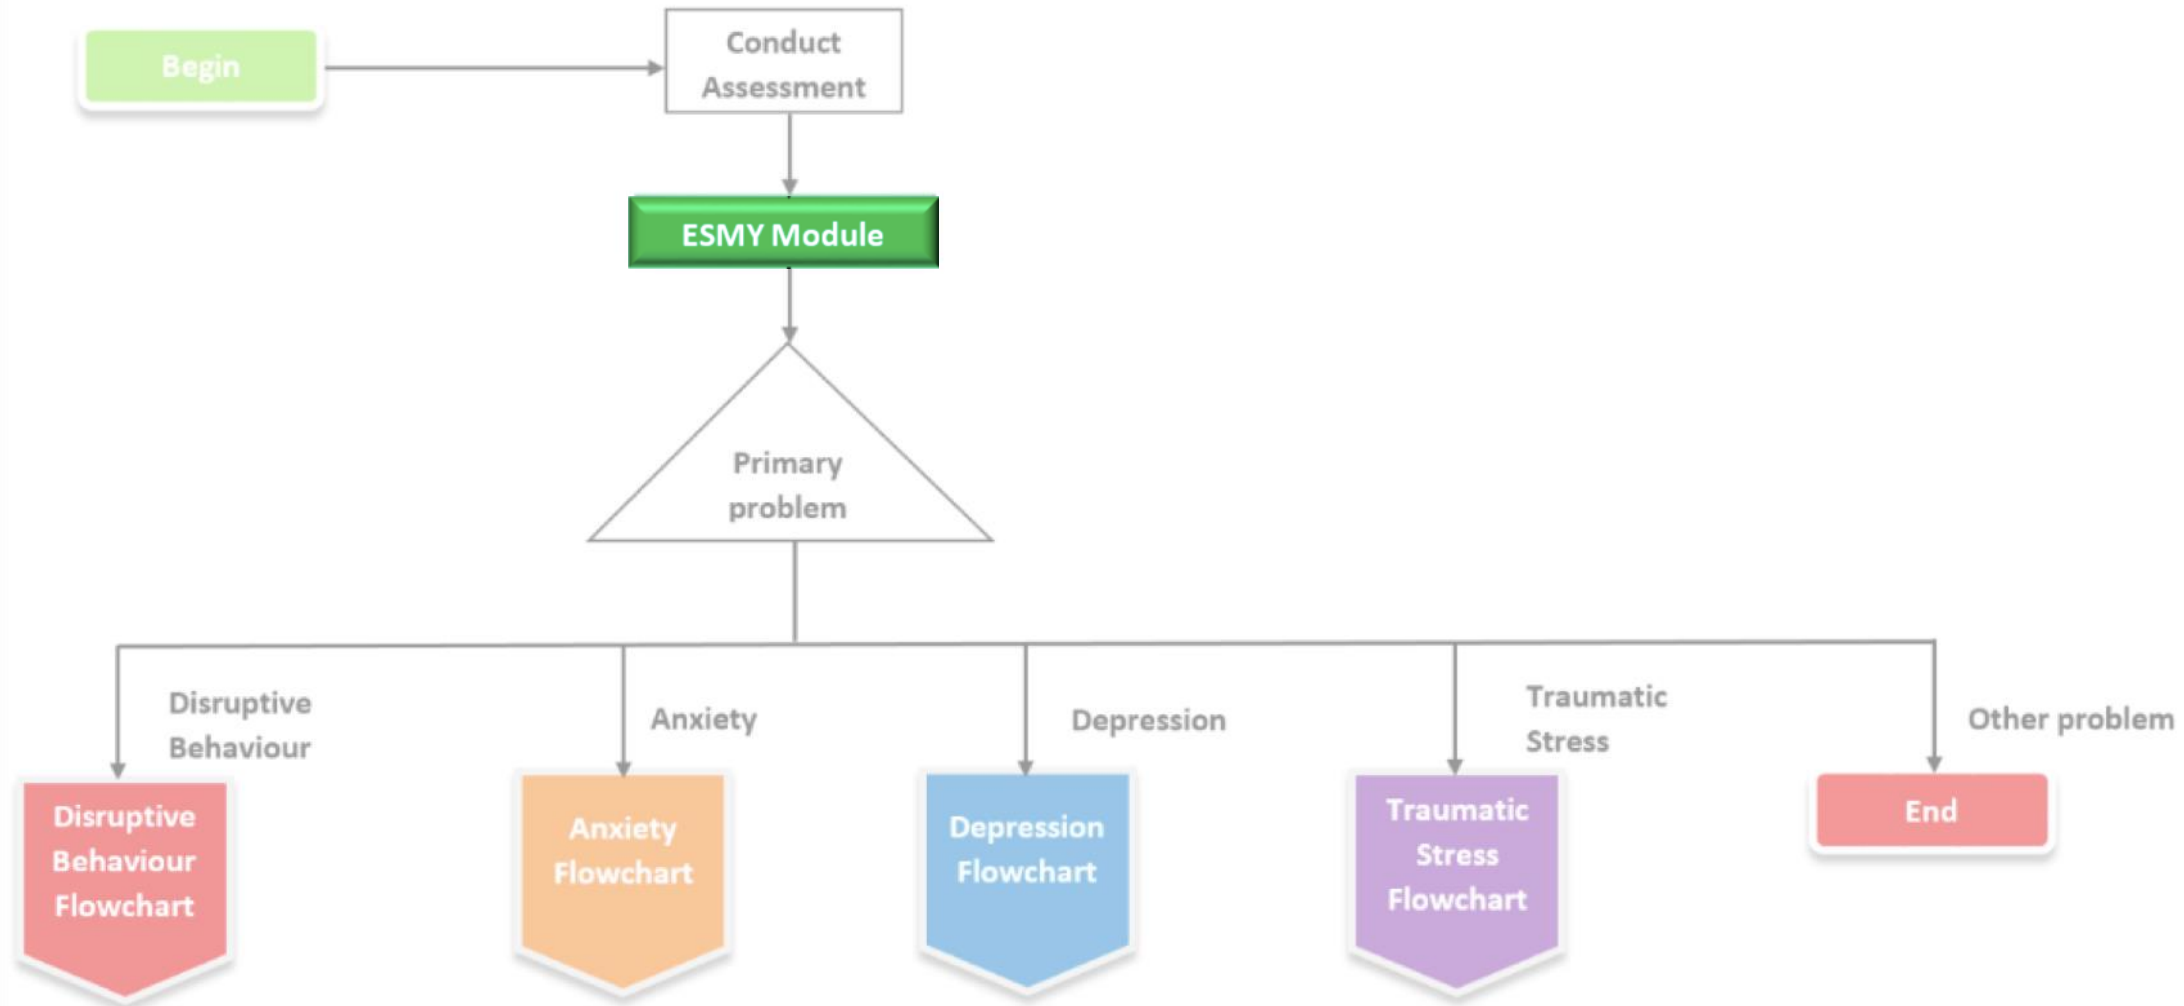 Begin
Conduct
Assessment
ESMY Module
Primary
problem
Disruptive
Behaviour
Anxiety
Depression
Traumatic
Stress
Other problem
Disruptive
Behaviour
Flowchart
Anxiety
Flowchart
Depression
Flowchart
Traumatic
Stress
Flowchart
End